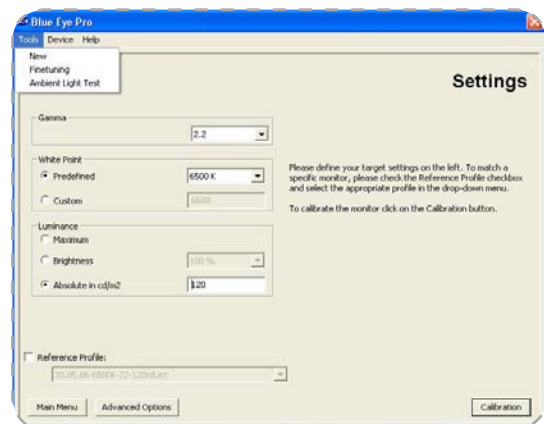 Blue Eye Pro
Tools Device Help
New
Finetuning
Ambient Light Test
Settings
Gamma
2.2
White Point
Predefined
6500 K
Custom
6500
Luminance
Maximum
Brightness
100 %
Absolute in cd/m2
120
Please define your target settings on the left. To match a
specific monitor, please check the Reference Profile checkbox
and select the appropriate profile in the drop-down menu.
To calibrate the monitor click on the Calibration button.
Reference Profile:
Main Menu
Advanced Options
Calibration